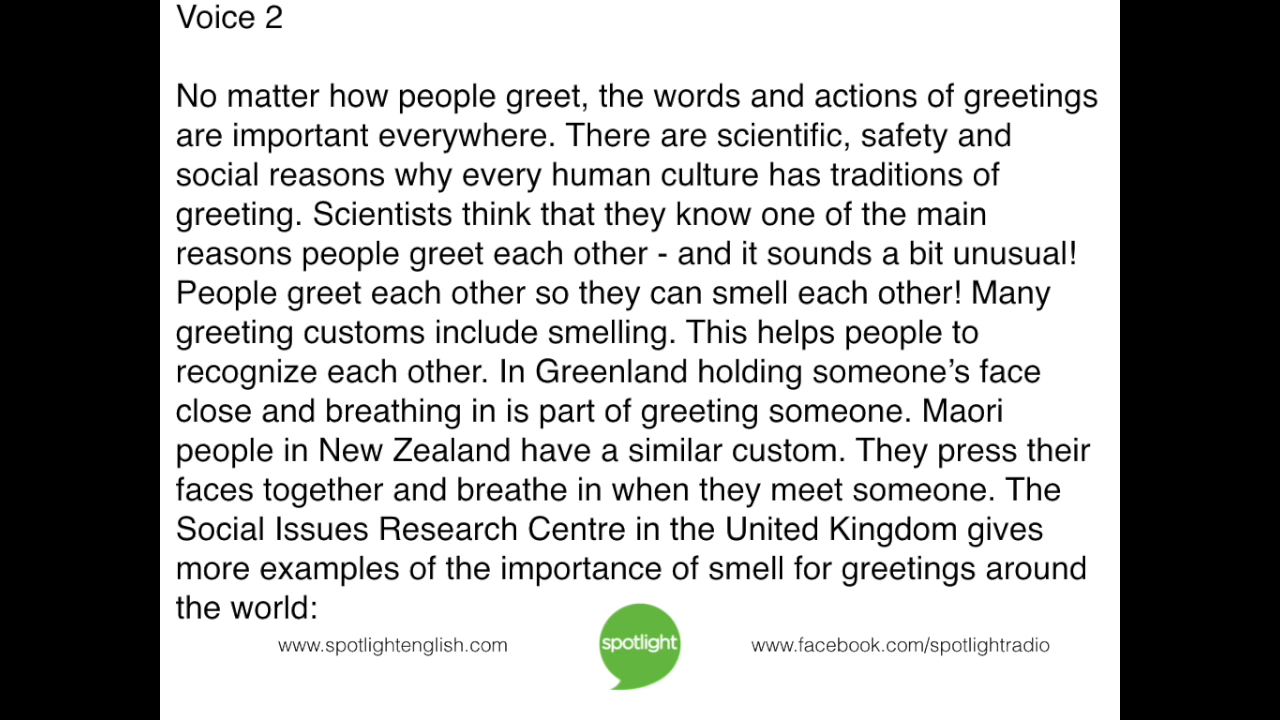 Voice 2
No matter how people greet, the words and actions of greetings
are important everywhere. There are scientific, safety and
social reasons why every human culture has traditions of
greeting. Scientists think that they know one of the main
reasons people greet each other - and it sounds a bit unusual!
People greet each other so they can smell each other! Many
greeting customs include smelling. This helps people to
recognize each other. In Greenland holding someone’s face
close and breathing in is part of greeting someone. Maori
people in New Zealand have a similar custom. They press their
faces together and breathe in when they meet someone. The
Social Issues Research Centre in the United Kingdom gives
more examples of the importance of smell for greetings around
the world:
www.spotlightenglish.com
spotlight
www.facebook.com/spotlightradio